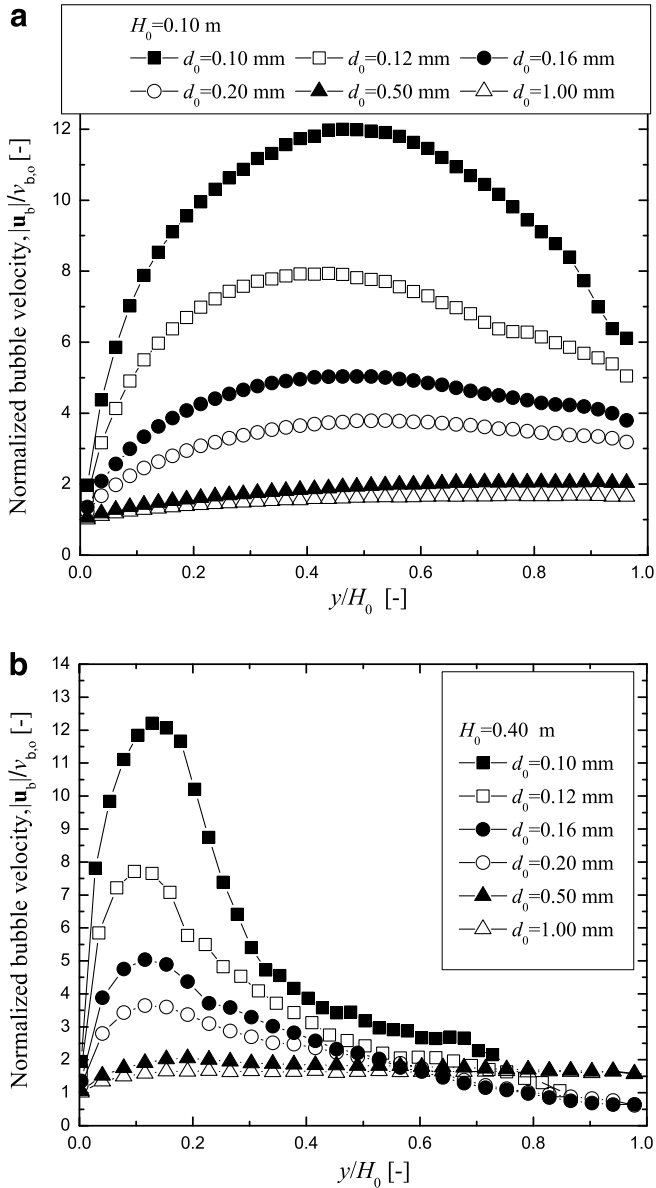 a
H₀=0.10 m
d₀=0.10 mm d₀=0.12 mm d₀=0.16 mm
d₀=0.20 mm d₀=0.50 mm d₀=1.00 mm
Normalized bubble velocity, |u_b|/v_b,o [-]
12
10
8
6
4
2
0
0.0 0.2 0.4 0.6 0.8 1.0
y/H₀ [-]
b
Normalized bubble velocity, |u_b|/v_b,o [-]
14
13
12
11
10
9
8
7
6
5
4
3
2
1
0
H₀=0.40 m
d₀=0.10 mm
d₀=0.12 mm
d₀=0.16 mm
d₀=0.20 mm
d₀=0.50 mm
d₀=1.00 mm
0.0 0.2 0.4 0.6 0.8 1.0
y/H₀ [-]